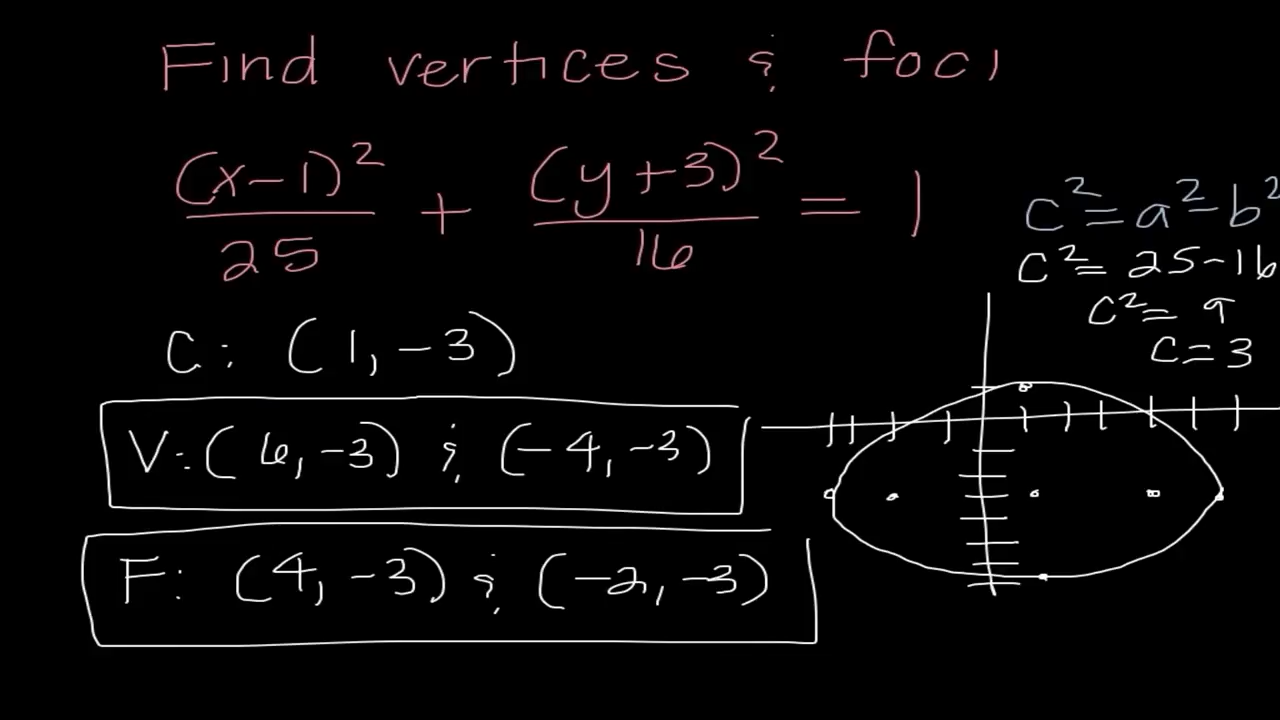 Find vertices & foci
(x-1)²/25 + (y+3)²/16 = 1
c² = a² - b²
c² = 25 - 16
c² = 9
c = 3
C: (1, -3)
V: (6, -3) & (-4, -3)
F: (4, -3) & (-2, -3)